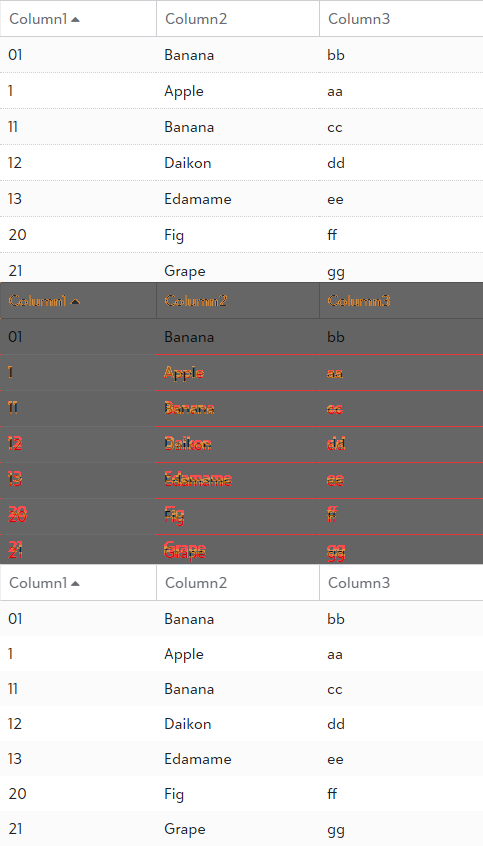 Column1 Column2 Column3
01 Banana bb
1 Apple aa
11 Banana cc
12 Daikon dd
13 Edamame ee
20 Fig ff
21 Grape gg
Column1 Column2 Column3
01 Banana bb
1 Apple aa
11 Banana cc
12 Daikon dd
13 Edamame ee
20 Fig ff
21 Grape gg
Column1 Column2 Column3
01 Banana bb
1 Apple aa
11 Banana cc
12 Daikon dd
13 Edamame ee
20 Fig ff
21 Grape gg